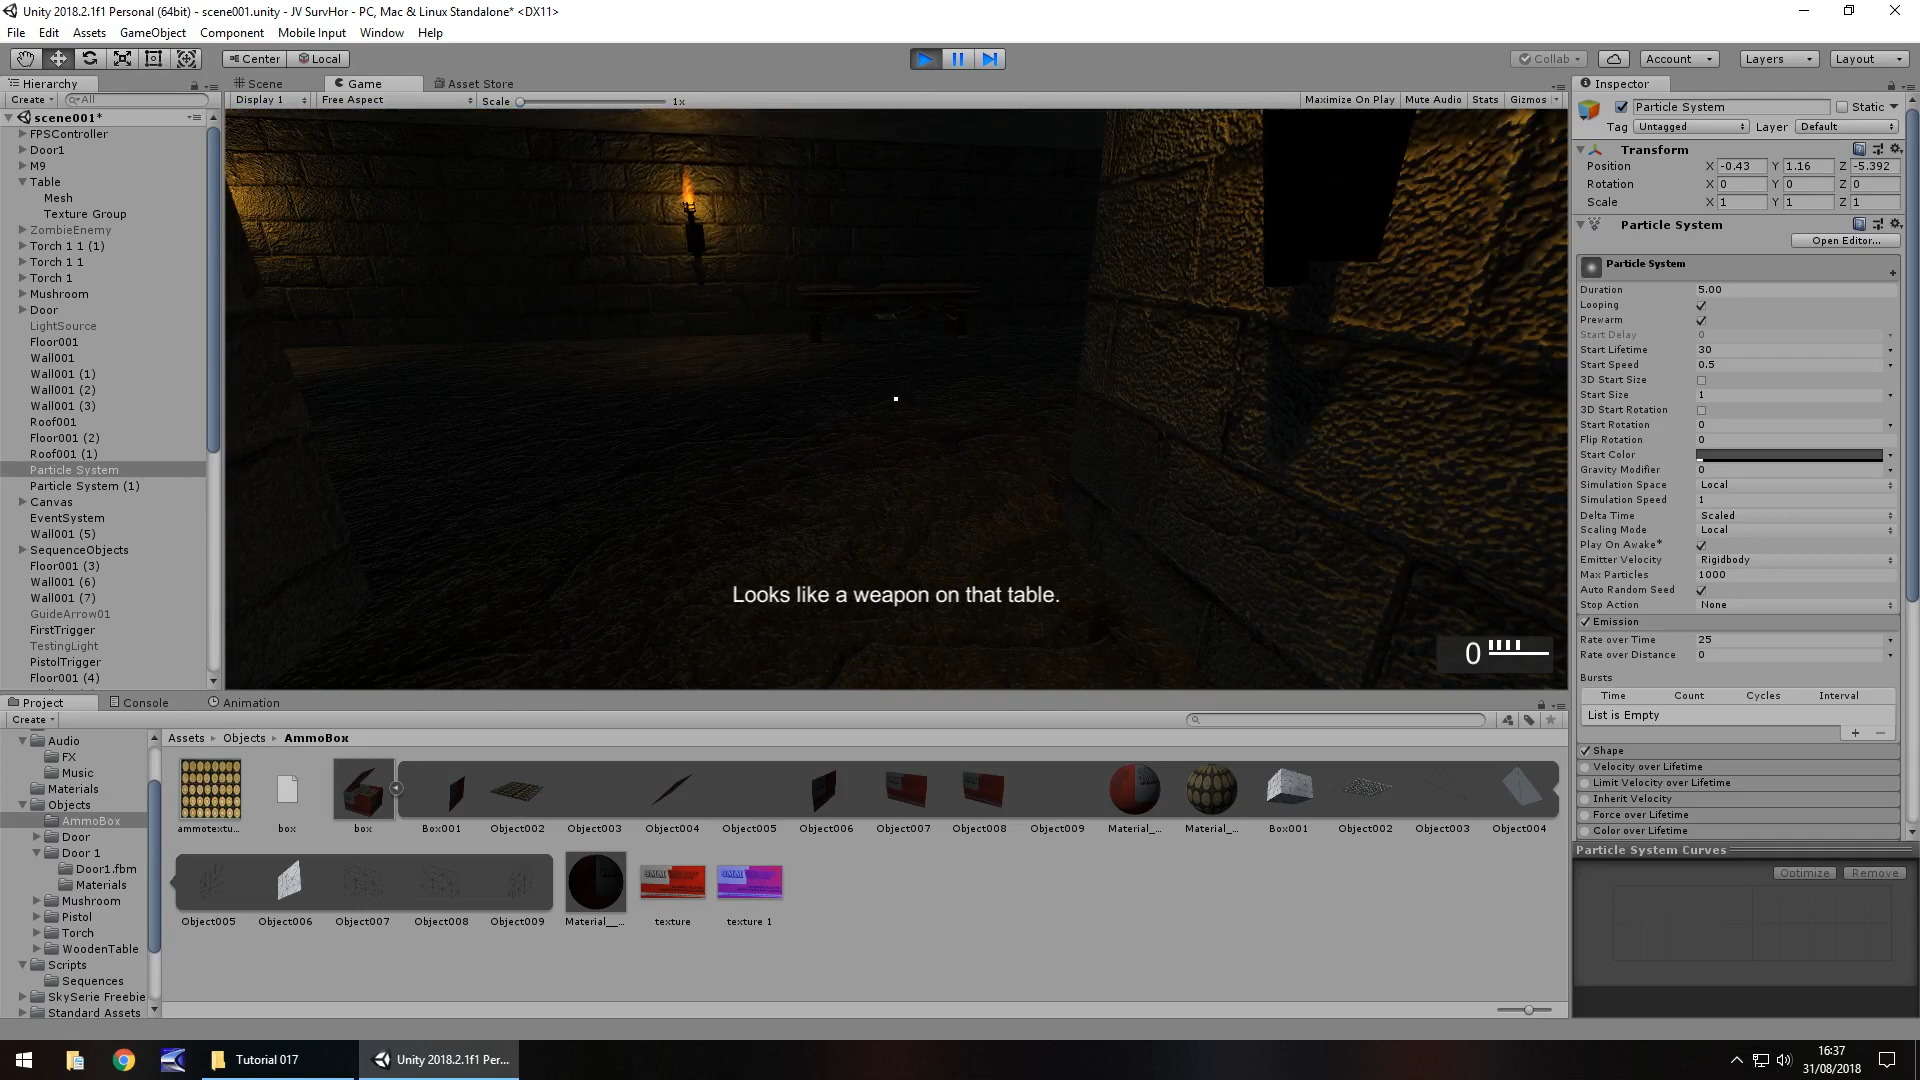 Unity 2018.2.1f1 Personal (64bit) - scene001.unity - JV SurvHor - PC, Mac & Linux Standalone* <DX11>
File Edit Assets GameObject Component Mobile Input Window Help
Center Local Collab Account Layers Layout
Hierarchy
Create All
scene001*
FPSController
Door1
M9
Table
Mesh
Texture Group
ZombieEnemy
Torch 1 1 (1)
Torch 1 1
Torch 1
Mushroom
Door
LightSource
Floor001
Wall001
Wall001 (1)
Wall001 (2)
Wall001 (3)
Roof001
Floor001 (2)
Roof001 (1)
Particle System
Particle System (1)
Canvas
EventSystem
Wall001 (5)
SequenceObjects
Floor001 (3)
Wall001 (6)
Wall001 (7)
GuideArrow01
FirstTrigger
TestingLight
PistolTrigger
Floor001 (4)
Scene Game Asset Store
Display 1 Free Aspect Scale 1x Maximize On Play Mute Audio Stats Gizmos
Looks like a weapon on that table.
0
Inspector
Particle System Static
Tag Untagged Layer Default
Transform
Position X -0.43 Y 1.16 Z -5.392
Rotation X 0 Y 0 Z 0
Scale X 1 Y 1 Z 1
Particle System
Open Editor...
Particle System
Duration 5.00
Looping
Prewarm
Start Delay 0
Start Lifetime 30
Start Speed 0.5
3D Start Size
Start Size 1
3D Start Rotation
Start Rotation 0
Flip Rotation 0
Start Color
Gravity Modifier 0
Simulation Space Local
Simulation Speed 1
Delta Time Scaled
Scaling Mode Local
Play On Awake*
Emitter Velocity Rigidbody
Max Particles 1000
Auto Random Seed
Stop Action None
Emission
Rate over Time 25
Rate over Distance 0
Bursts
Time Count Cycles Interval
List is Empty
+ -
Shape
Velocity over Lifetime
Limit Velocity over Lifetime
Inherit Velocity
Force over Lifetime
Color over Lifetime
Particle System Curves
Optimize Remove
Project Console Animation
Create
Audio
FX
Music
Materials
Objects
AmmoBox
Door
Door 1
Door1.fbm
Materials
Mushroom
Pistol
Torch
WoodenTable
Scripts
Sequences
SkySerie Freebie
Standard Assets
Assets Objects AmmoBox
ammotextu... box box Box001 Object002 Object003 Object004 Object005 Object006 Object007 Object008 Object009 Material_... Material_... Box001 Object002 Object003 Object004
Object005 Object006 Object007 Object008 Object009 Material__... texture texture 1
Tutorial 017 Unity 2018.2.1f1 Per...
16:37
31/08/2018